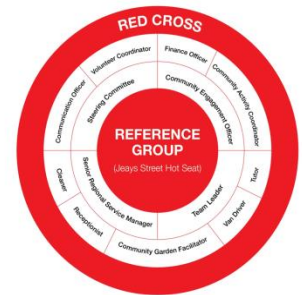 RED CROSS
Communication Officer
Volunteer Coordinator
Finance Officer
Community Activity Coordinator
Tutor
Van Driver
Community Garden Facilitator
Receptionist
Cleaner
Steering Committee
Community Engagement Officer
Team Leader
Senior Regional Service Manager
REFERENCE
GROUP
(Jeays Street Hot Seat)